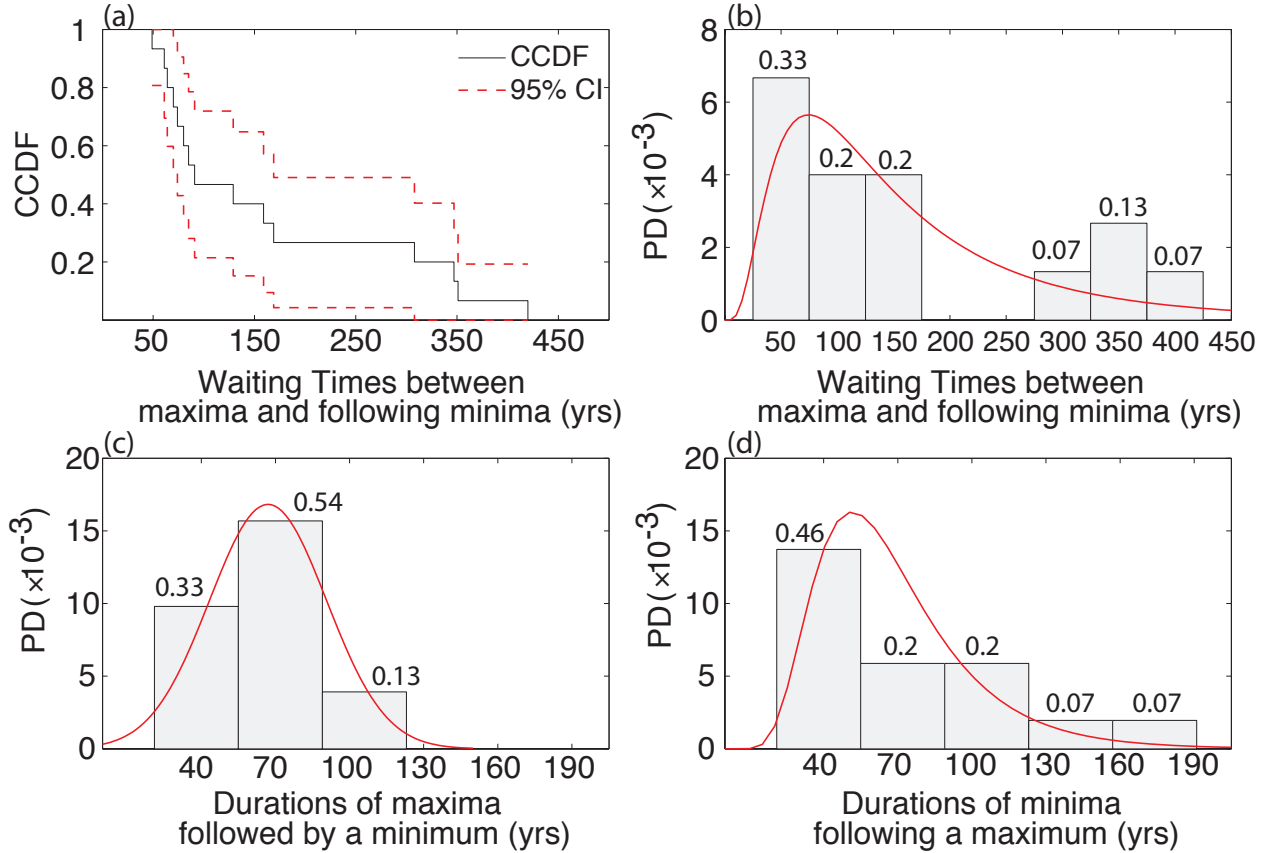 (a)
1
0.8
0.6
0.4
0.2
CCDF
CCDF
95% CI
50 150 250 350 450
Waiting Times between
maxima and following minima (yrs)
(b)
8
6
4
2
0
PD(×10-3)
0.33
0.2
0.2
0.07
0.13
0.07
50 100 150 200 250 300 350 400 450
Waiting Times between
maxima and following minima (yrs)
(c)
20
15
10
5
0
PD(×10-3)
0.33
0.54
0.13
40 70 100 130 160 190
Durations of maxima
followed by a minimum (yrs)
(d)
20
15
10
5
0
PD(×10-3)
0.46
0.2
0.2
0.07
0.07
40 70 100 130 160 190
Durations of minima
following a maximum (yrs)